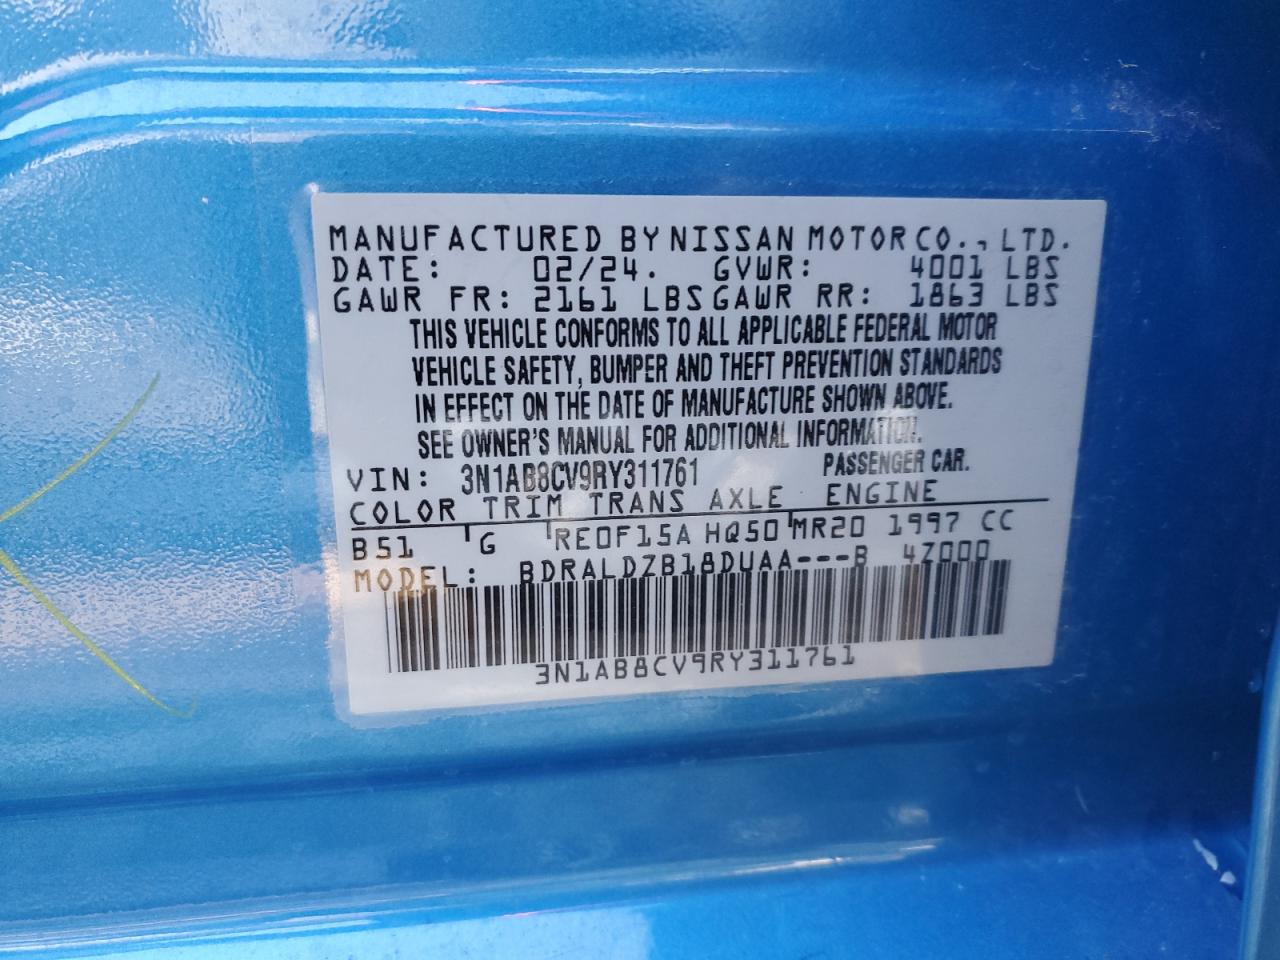 MANUFACTURED BY NISSAN MOTOR CO., LTD.
DATE: 02/24. GVWR: 4001 LBS
GAWR FR: 2161 LBS GAWR RR: 1863 LBS
THIS VEHICLE CONFORMS TO ALL APPLICABLE FEDERAL MOTOR
VEHICLE SAFETY, BUMPER AND THEFT PREVENTION STANDARDS
IN EFFECT ON THE DATE OF MANUFACTURE SHOWN ABOVE.
SEE OWNER'S MANUAL FOR ADDITIONAL INFORMATION.
VIN: 3N1AB8CV9RY311761 PASSENGER CAR.
COLOR TRIM TRANS AXLE ENGINE
B51 G RE0F15A HQ50 MR20 1997 CC
MODEL: BDRALDZB18DUAA---B 4Z000
3N1AB8CV9RY311761